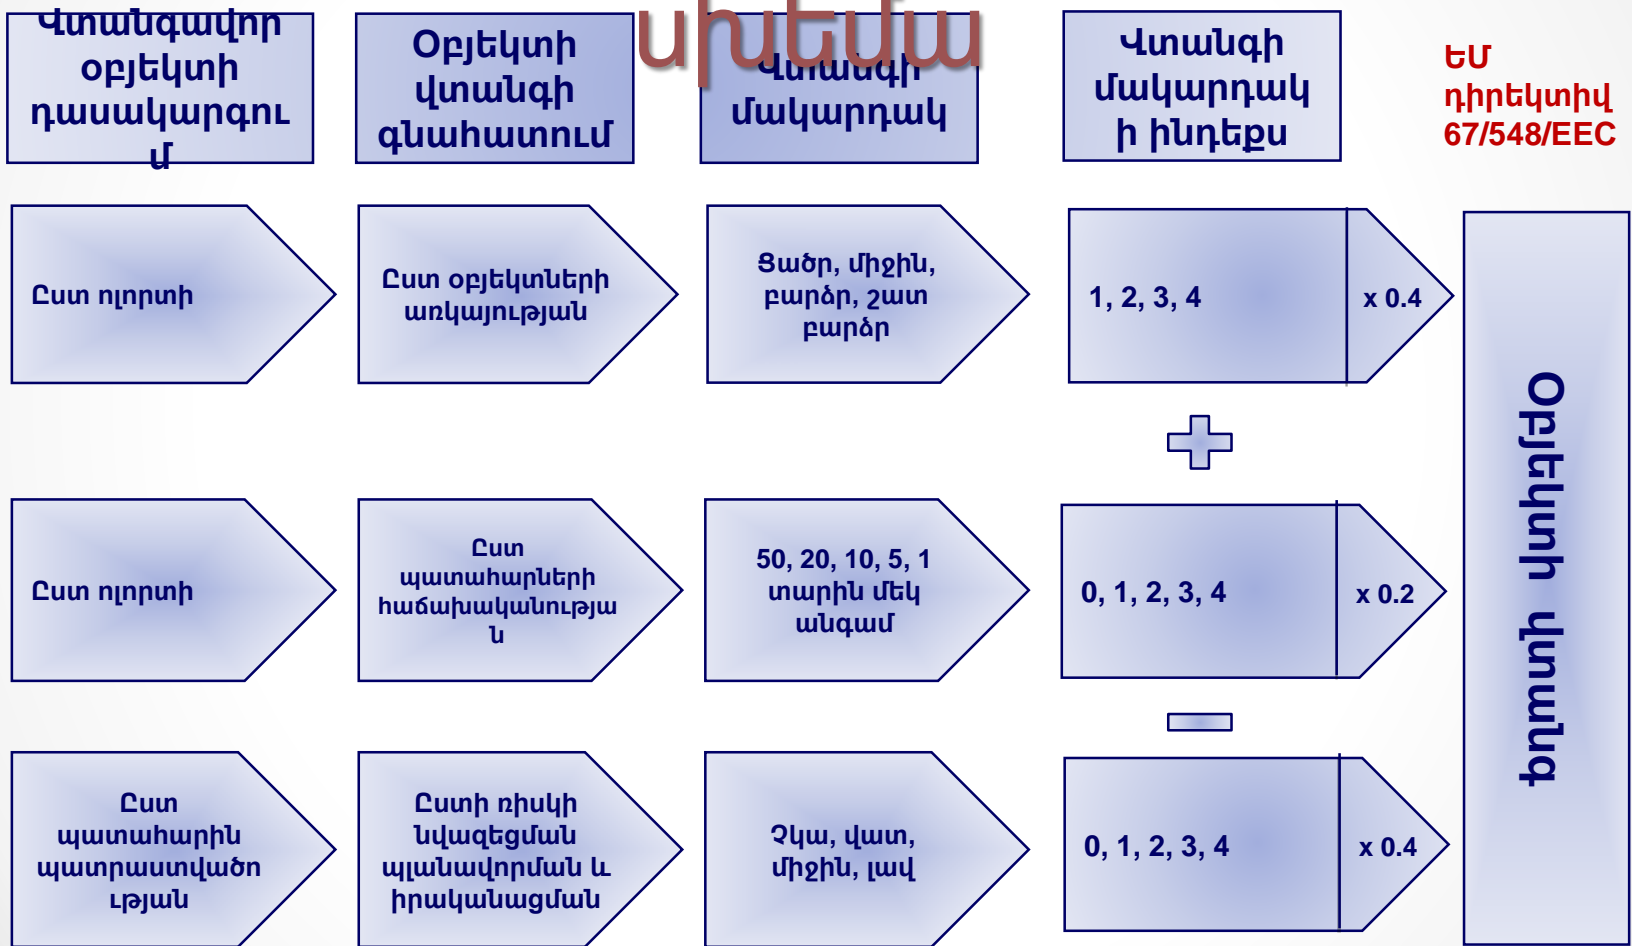 սխեմա
Վտանգավոր
օբյեկտի
դասակարգու
մ
Օբյեկտի
վտանգի
գնահատում
Վտանգի
մակարդակ
Վտանգի
մակարդակ
ի ինդեքս
ԵՄ
դիրեկտիվ
67/548/EEC
Ըստ ոլորտի
Ըստ օբյեկտների
առկայության
Ցածր, միջին,
բարձր, շատ
բարձր
1, 2, 3, 4
x 0.4
Ըստ ոլորտի
Ըստ
պատահարների
հաճախականությա
ն
50, 20, 10, 5, 1
տարին մեկ
անգամ
0, 1, 2, 3, 4
x 0.2
Ըստ
պատահարին
պատրաստվածո
ւթյան
Ըստի ռիսկի
նվազեցման
պլանավորման և
իրականացման
Չկա, վատ,
միջին, լավ
0, 1, 2, 3, 4
x 0.4
Օբյեկտի վտանգ